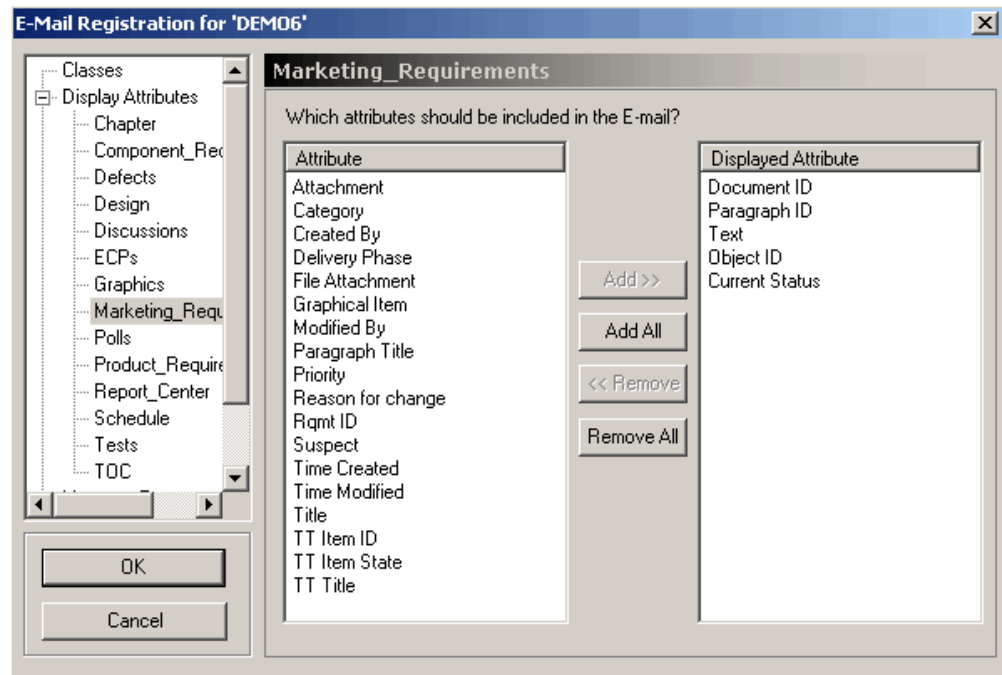 E-Mail Registration for 'DEMO6'
Classes
Display Attributes
Chapter
Component_Rec
Defects
Design
Discussions
ECPs
Graphics
Marketing_Requ
Polls
Product_Require
Report_Center
Schedule
Tests
TOC
OK
Cancel
Marketing_Requirements
Which attributes should be included in the E-mail?
Attribute
Attachment
Category
Created By
Delivery Phase
File Attachment
Graphical Item
Modified By
Paragraph Title
Priority
Reason for change
Rqmt ID
Suspect
Time Created
Time Modified
Title
TT Item ID
TT Item State
TT Title
Add >>
Add All
<< Remove
Remove All
Displayed Attribute
Document ID
Paragraph ID
Text
Object ID
Current Status